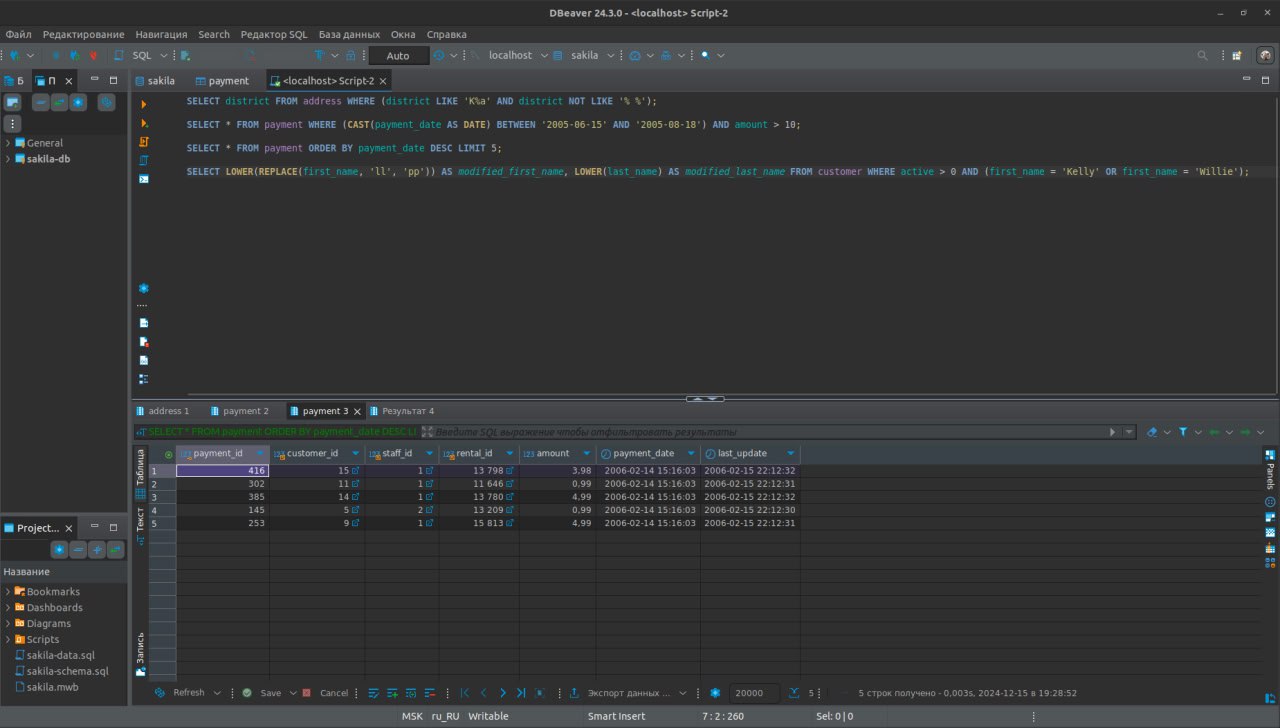 DBeaver 24.3.0 - <localhost> Script-2
Файл Редактирование Навигация Search Редактор SQL База данных Окна Справка
SQL Auto localhost sakila
Б П sakila payment <localhost> Script-2
SELECT district FROM address WHERE (district LIKE 'K%a' AND district NOT LIKE '% %');
SELECT * FROM payment WHERE (CAST(payment_date AS DATE) BETWEEN '2005-06-15' AND '2005-08-18') AND amount > 10;
General
SELECT * FROM payment ORDER BY payment_date DESC LIMIT 5;
sakila-db
SELECT LOWER(REPLACE(first_name, 'll', 'pp')) AS modified_first_name, LOWER(last_name) AS modified_last_name FROM customer WHERE active > 0 AND (first_name = 'Kelly' OR first_name = 'Willie');
address 1 payment 2 payment 3 Результат 4
SELECT * FROM payment ORDER BY payment_date DESC LI Введите SQL выражение чтобы отфильтровать результаты
Таблица
Текст
Запись
Panels
payment_id customer_id staff_id rental_id amount payment_date last_update
1 416 15 1 13 798 3,98 2006-02-14 15:16:03 2006-02-15 22:12:32
2 302 11 1 11 646 0,99 2006-02-14 15:16:03 2006-02-15 22:12:31
3 385 14 1 13 780 4,99 2006-02-14 15:16:03 2006-02-15 22:12:32
4 145 5 2 13 209 0,99 2006-02-14 15:16:03 2006-02-15 22:12:30
5 253 9 1 15 813 4,99 2006-02-14 15:16:03 2006-02-15 22:12:31
Project...
Название
Bookmarks
Dashboards
Diagrams
Scripts
sakila-data.sql
sakila-schema.sql
sakila.mwb
Refresh Save Cancel Экспорт данных ... 20000 5 5 строк получено - 0,003s, 2024-12-15 в 19:28:52
MSK ru_RU Writable Smart Insert 7 : 2 : 260 Sel: 0 | 0